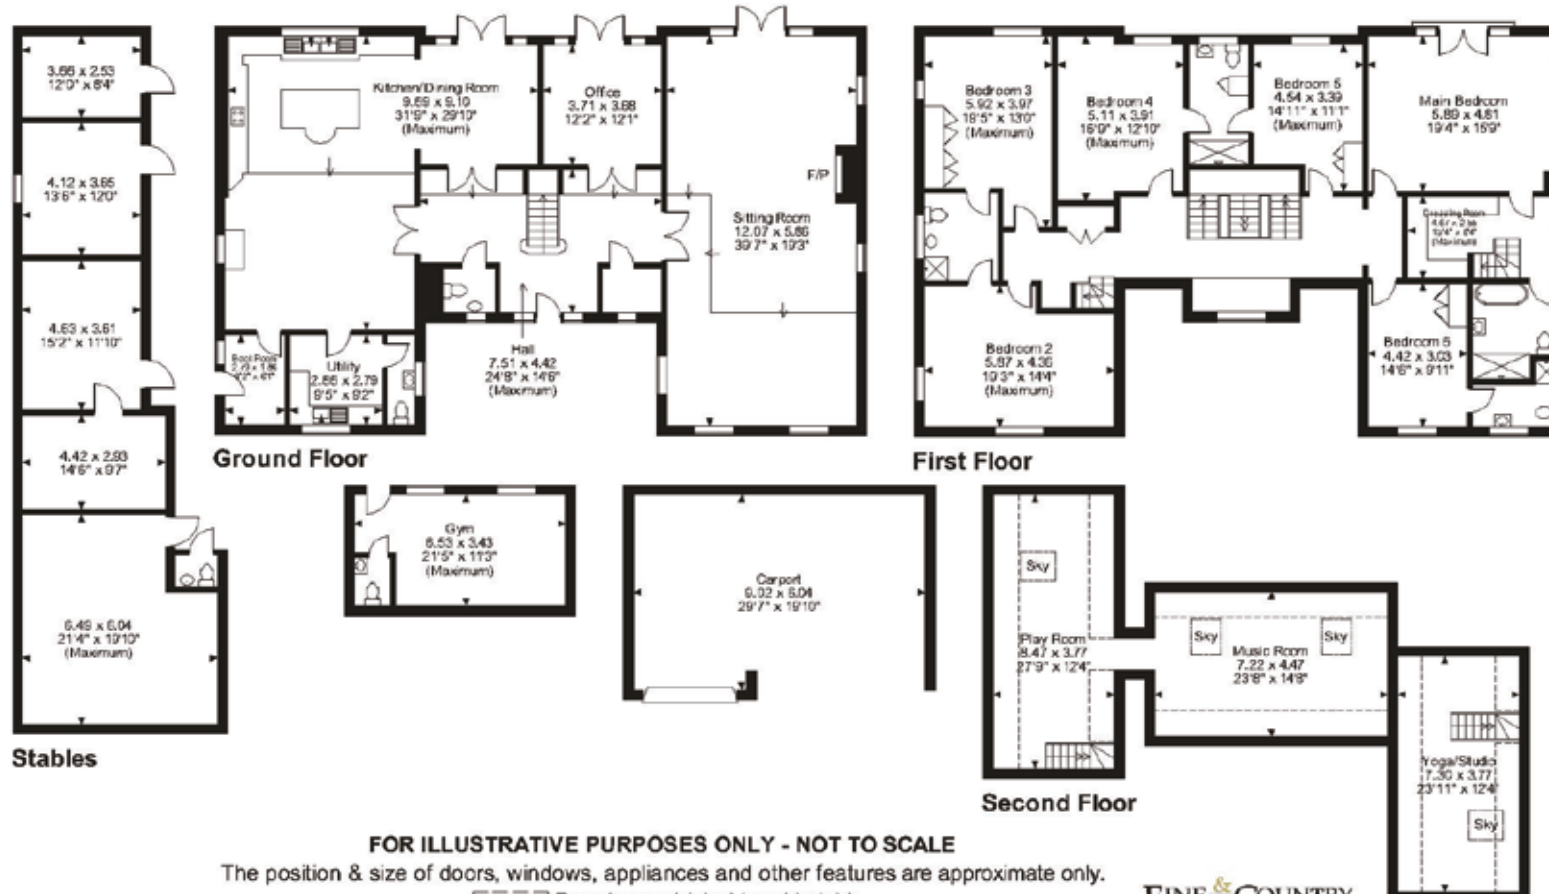 3.66 x 2.53
12'0" x 8'4"
4.12 x 3.65
13'6" x 12'0"
4.63 x 3.61
15'2" x 11'10"
4.42 x 2.93
14'6" x 9'7"
6.49 x 6.04
21'4" x 19'10"
(Maximum)
Stables
Kitchen/Dining Room
9.69 x 9.10
31'9" x 29'10"
(Maximum)
Office
3.71 x 3.68
12'2" x 12'1"
F/P
Sitting Room
12.07 x 5.86
39'7" x 19'3"
Boot Room
Utility
2.86 x 2.79
9'5" x 9'2"
Hall
7.51 x 4.42
24'8" x 14'6"
(Maximum)
Ground Floor
Bedroom 3
5.92 x 3.97
19'5" x 13'0"
(Maximum)
Bedroom 4
5.11 x 3.91
16'9" x 12'10"
(Maximum)
Bedroom 5
4.54 x 3.39
14'11" x 11'1"
(Maximum)
Main Bedroom
5.89 x 4.81
19'4" x 15'9"
Dressing Room
(Maximum)
Bedroom 2
5.87 x 4.36
19'3" x 14'4"
(Maximum)
Bedroom 6
4.42 x 3.03
14'6" x 9'11"
First Floor
Gym
6.53 x 3.43
21'5" x 11'3"
(Maximum)
Carport
9.02 x 6.04
29'7" x 19'10"
Sky
Play Room
8.47 x 3.77
27'9" x 12'4"
Sky
Sky
Music Room
7.22 x 4.47
23'8" x 14'8"
Yoga/Studio
7.30 x 3.77
23'11" x 12'4"
Sky
Second Floor
FOR ILLUSTRATIVE PURPOSES ONLY - NOT TO SCALE
The position & size of doors, windows, appliances and other features are approximate only.
FINE & COUNTRY